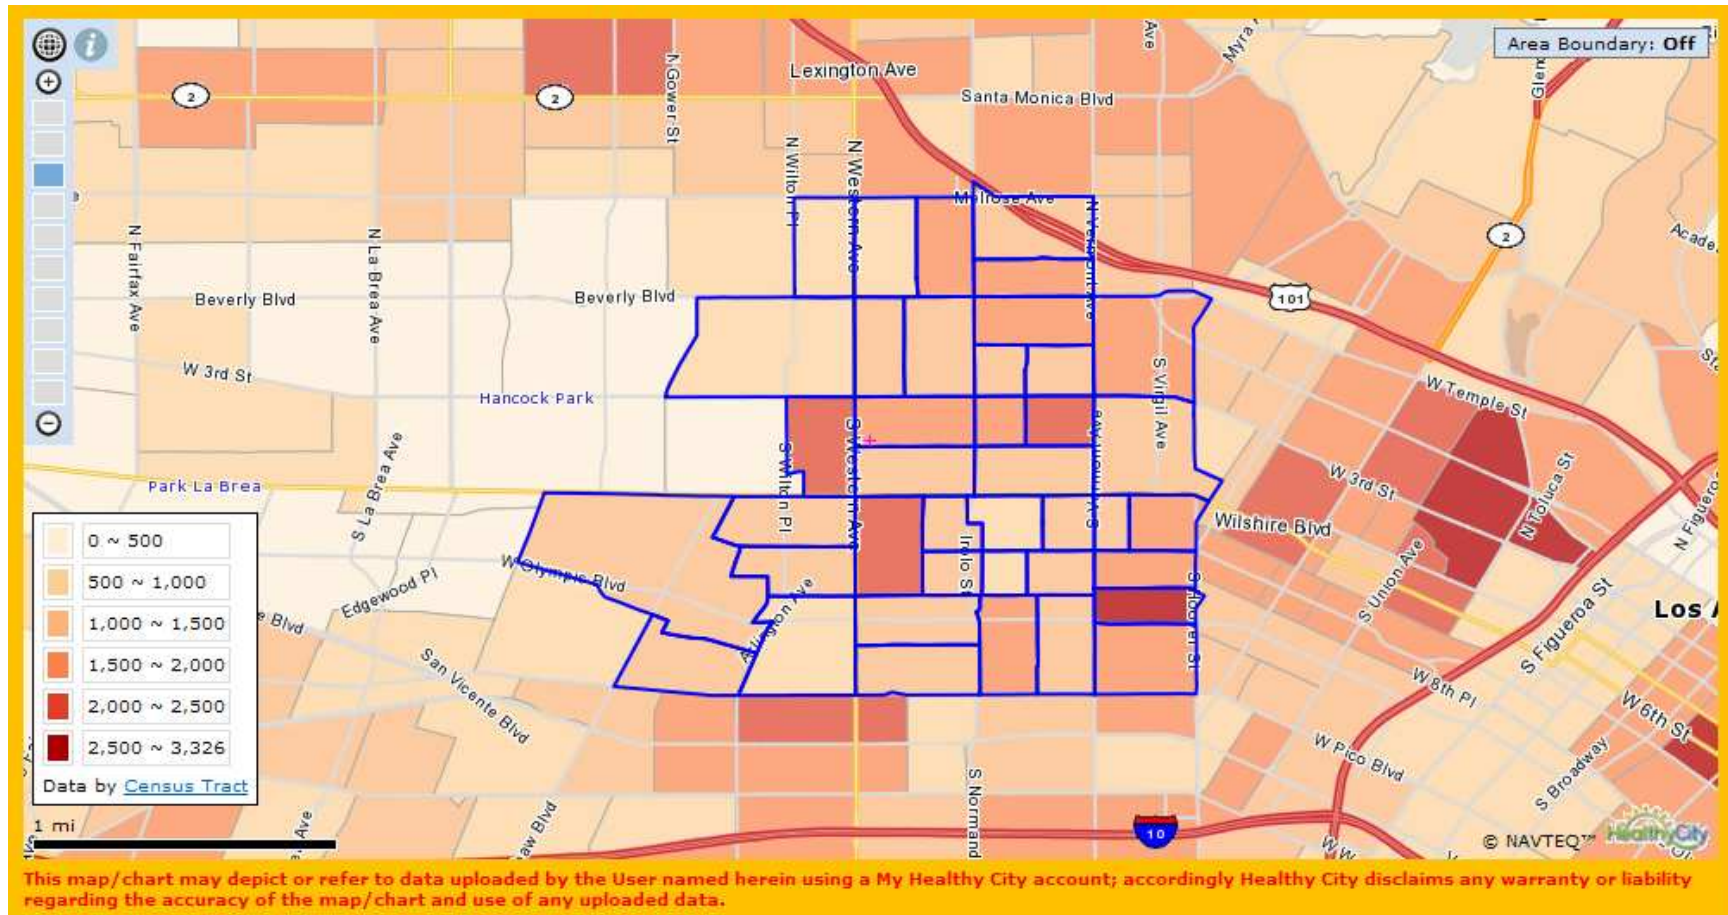 Area Boundary: Off
Lexington Ave
Santa Monica Blvd
2
2
N Gower St
N Wilton Pl
N Western Ave
Melrose Ave
Ave
Myra
2
N Fairfax Ave
N La Brea Ave
Beverly Blvd
Beverly Blvd
101
W 3rd St
Hancock Park
S Virgil Ave
W Temple St
S Wilton Pl
S Western Ave
Park La Brea
S La Brea Ave
W 3rd St
N Toluca St
Wilshire Blvd
N Figuero
W Olympic Blvd
Edgewood Pl
e Blvd
Irolo St
Arlington Ave
S Hoover St
S Union Ave
S Figueroa St
Los A
San Vicente Blvd
W 8th Pl
W 6th St
W Pico Blvd
S Broadway
S Normand
aw Blvd
10
0 ~ 500
500 ~ 1,000
1,000 ~ 1,500
1,500 ~ 2,000
2,000 ~ 2,500
2,500 ~ 3,326
Data by Census Tract
1 mi
© NAVTEQ™
HealthyCity
This map/chart may depict or refer to data uploaded by the User named herein using a My Healthy City account; accordingly Healthy City disclaims any warranty or liability
regarding the accuracy of the map/chart and use of any uploaded data.